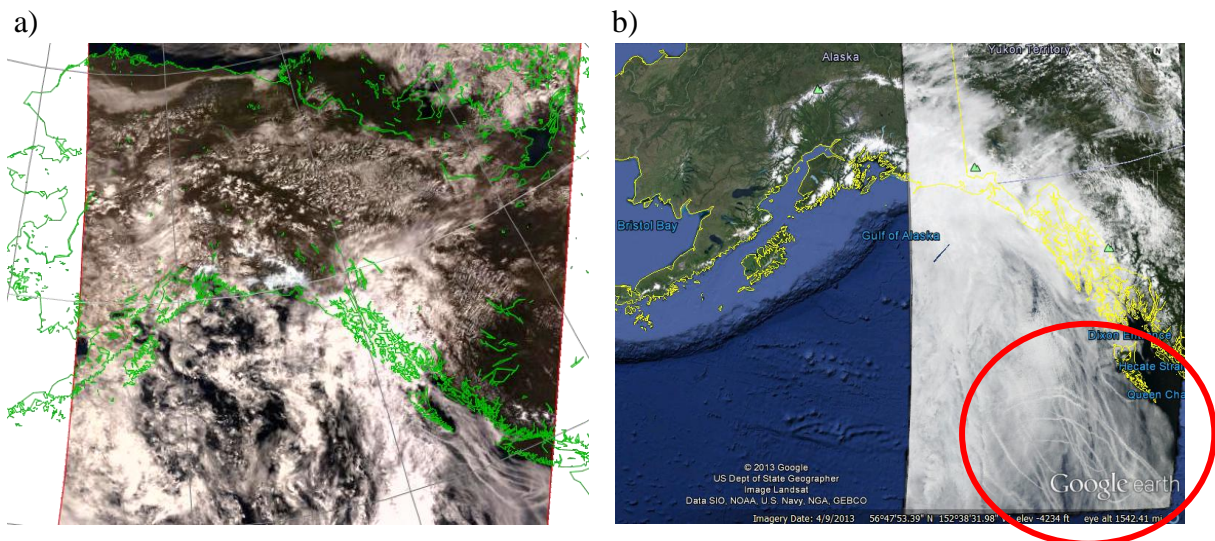 a)
b)
Alaska
Yukon Territory
N
Bristol Bay
Gulf of Alaska
Dixon Entrance
Hecate Strai
Queen Cha
© 2013 Google
US Dept of State Geographer
Image Landsat
Data SIO, NOAA, U.S. Navy, NGA, GEBCO
Google earth
Imagery Date: 4/9/2013 56°47'53.39" N 152°38'31.98" W elev -4234 ft eye alt 1542.41 mi